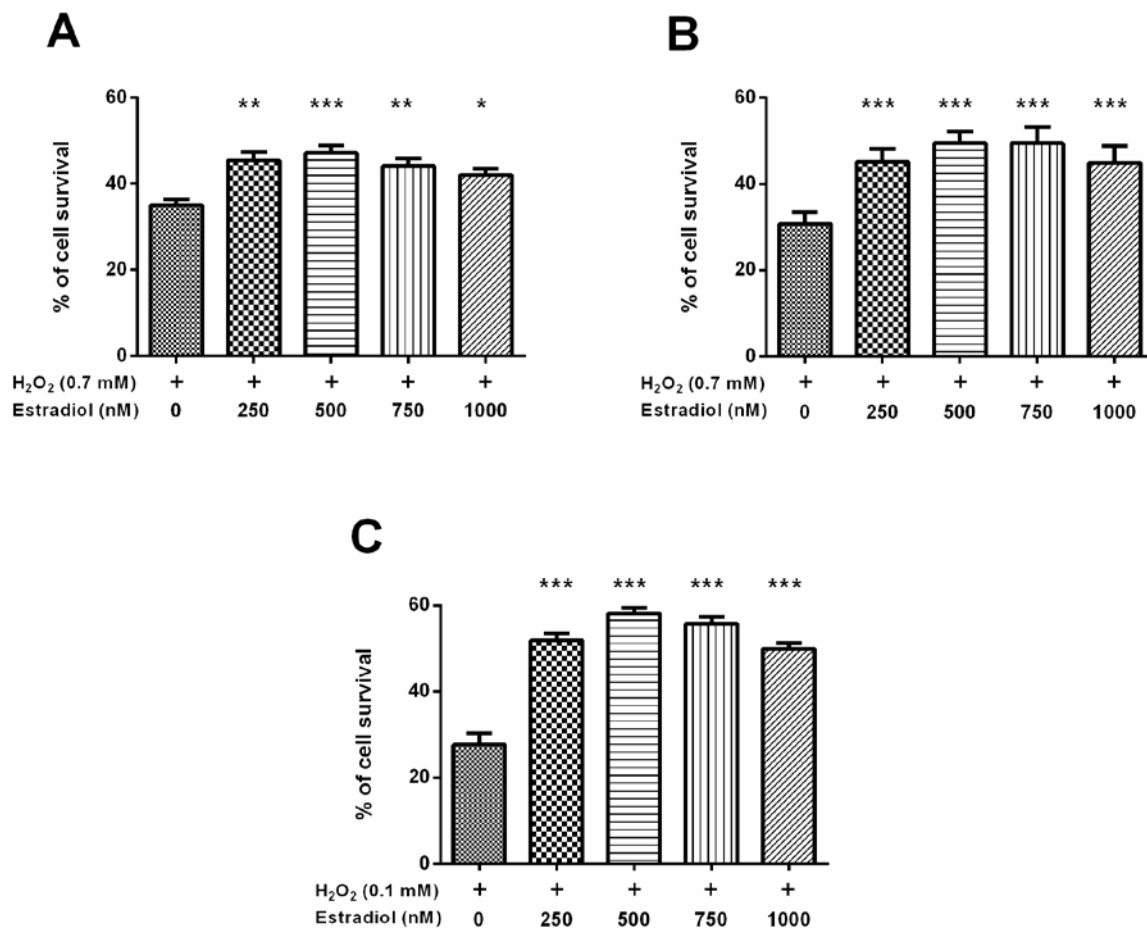 A
% of cell survival
60
40
20
0
** *** ** *
H₂O₂ (0.7 mM) + + + + +
Estradiol (nM) 0 250 500 750 1000
B
% of cell survival
60
40
20
0
*** *** *** ***
H₂O₂ (0.7 mM) + + + + +
Estradiol (nM) 0 250 500 750 1000
C
% of cell survival
60
40
20
0
*** *** *** ***
H₂O₂ (0.1 mM) + + + + +
Estradiol (nM) 0 250 500 750 1000